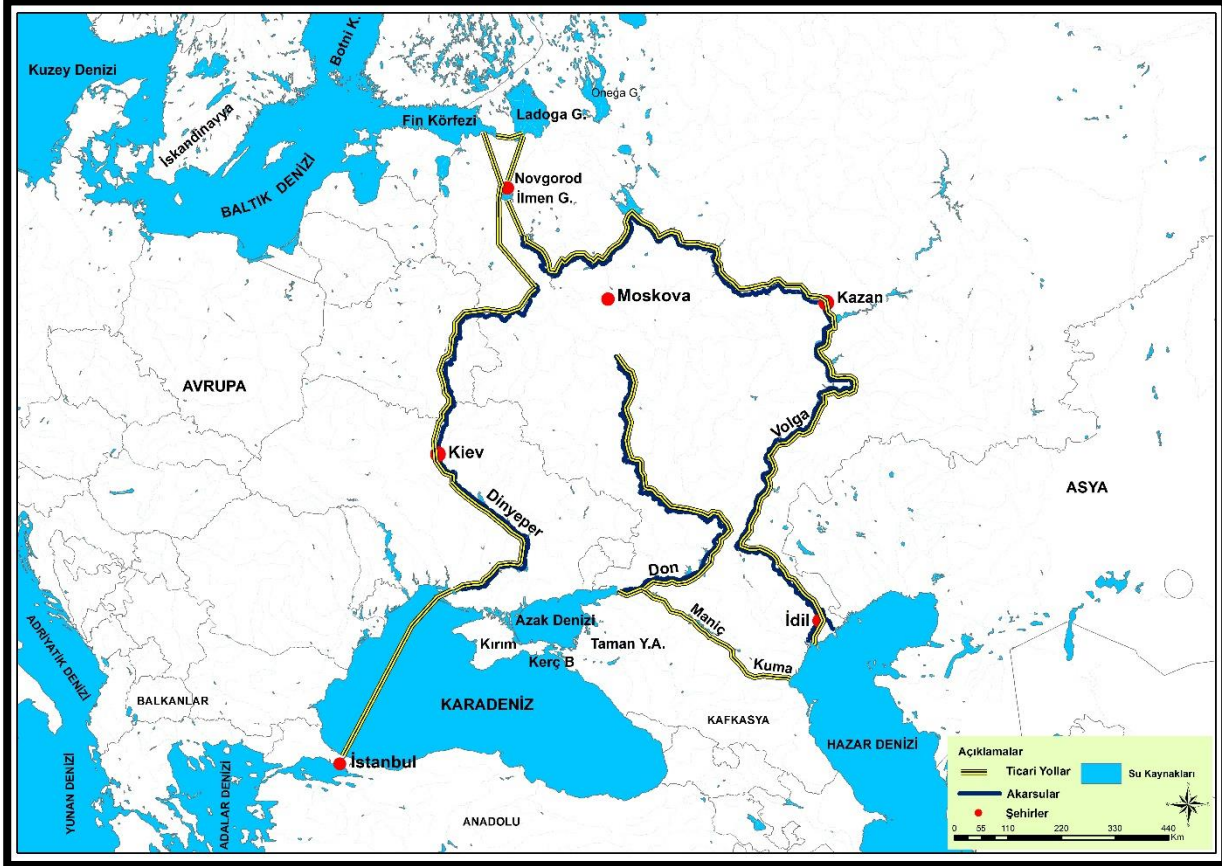 Kuzey Denizi
Botni K.
Onega G.
İskandinavya
Fin Körfezi
Ladoga G.
BALTIK DENİZİ
Novgorod
İlmen G.
Moskova
Kazan
AVRUPA
Volga
Kiev
ASYA
Dinyeper
Don
Azak Denizi
Maniç
İdil
Kırım
Taman Y.A.
Kerç B
Kuma
ADRİYATİK DENİZİ
BALKANLAR
KARADENİZ
KAFKASYA
HAZAR DENİZİ
İstanbul
YUNAN DENİZİ
ADALAR DENİZİ
ANADOLU
Açıklamalar
Ticari Yollar
Su Kaynakları
Akarsular
Şehirler
0 55 110 220 330 440
Km